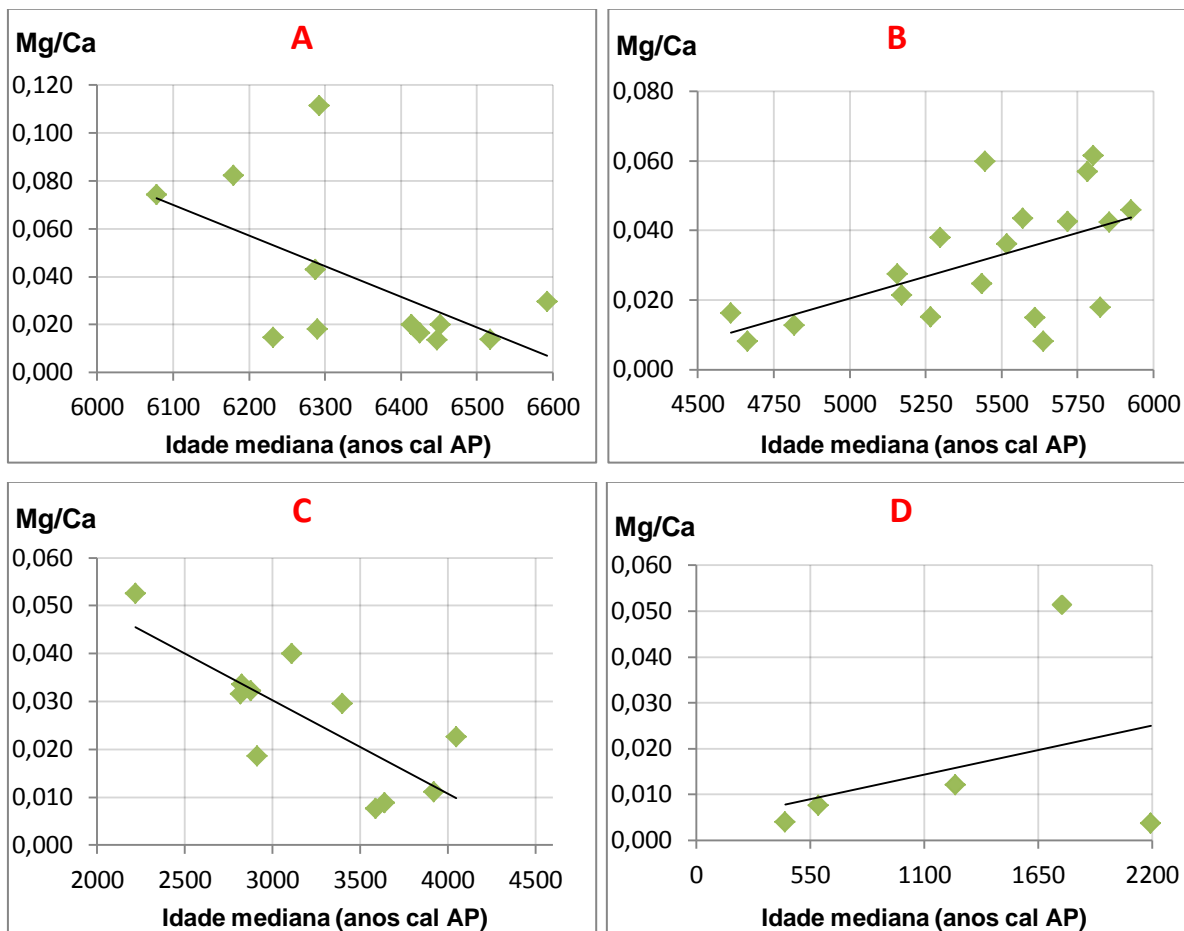 A
Mg/Ca
0,120
0,100
0,080
0,060
0,040
0,020
0,000
6000 6100 6200 6300 6400 6500 6600
Idade mediana (anos cal AP)
B
Mg/Ca
0,080
0,060
0,040
0,020
0,000
4500 4750 5000 5250 5500 5750 6000
Idade mediana (anos cal AP)
C
Mg/Ca
0,060
0,050
0,040
0,030
0,020
0,010
0,000
2000 2500 3000 3500 4000 4500
Idade mediana (anos cal AP)
D
Mg/Ca
0,060
0,050
0,040
0,030
0,020
0,010
0,000
0 550 1100 1650 2200
Idade mediana (anos cal AP)